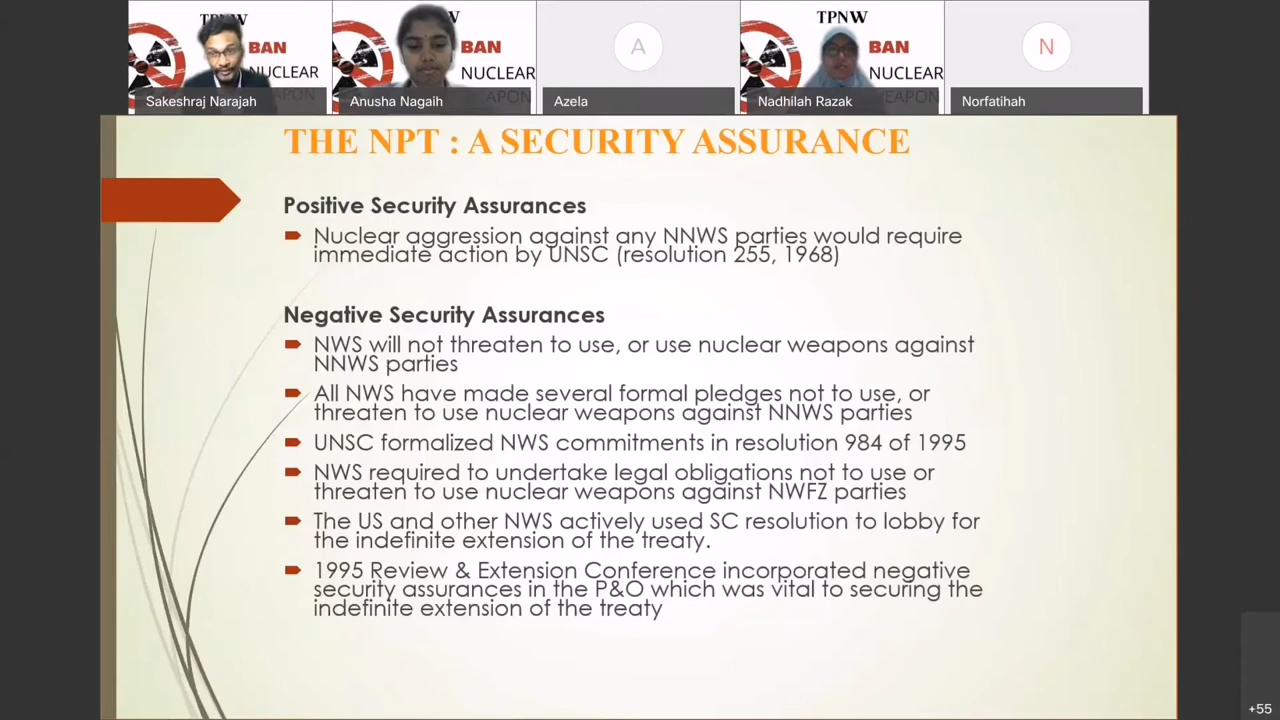 TPNW
BAN
NUCLEAR
Sakeshraj Narajah
BAN
NUCLEAR
Anusha Nagaih
A
Azela
TPNW
BAN
NUCLEAR
Nadhilah Razak
N
Norfatihah
THE NPT : A SECURITY ASSURANCE
Positive Security Assurances
Nuclear aggression against any NNWS parties would require
immediate action by UNSC (resolution 255, 1968)
Negative Security Assurances
NWS will not threaten to use, or use nuclear weapons against
NNWS parties
All NWS have made several formal pledges not to use, or
threaten to use nuclear weapons against NNWS parties
UNSC formalized NWS commitments in resolution 984 of 1995
NWS required to undertake legal obligations not to use or
threaten to use nuclear weapons against NWFZ parties
The US and other NWS actively used SC resolution to lobby for
the indefinite extension of the treaty.
1995 Review & Extension Conference incorporated negative
security assurances in the P&O which was vital to securing the
indefinite extension of the treaty
+55